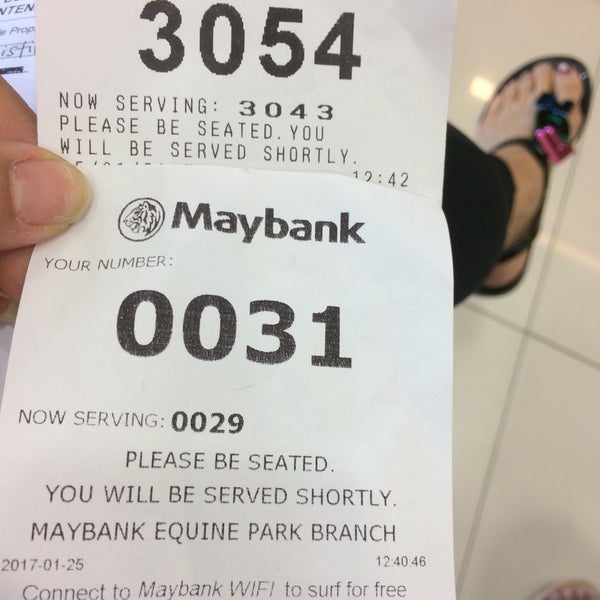 INTEN
3054
NOW SERVING: 3043
PLEASE BE SEATED.YOU
WILL BE SERVED SHORTLY.
12:42
Maybank
YOUR NUMBER:
0031
NOW SERVING: 0029
PLEASE BE SEATED.
YOU WILL BE SERVED SHORTLY.
MAYBANK EQUINE PARK BRANCH
2017-01-25 12:40:46
Connect to Maybank WIFI to surf for free